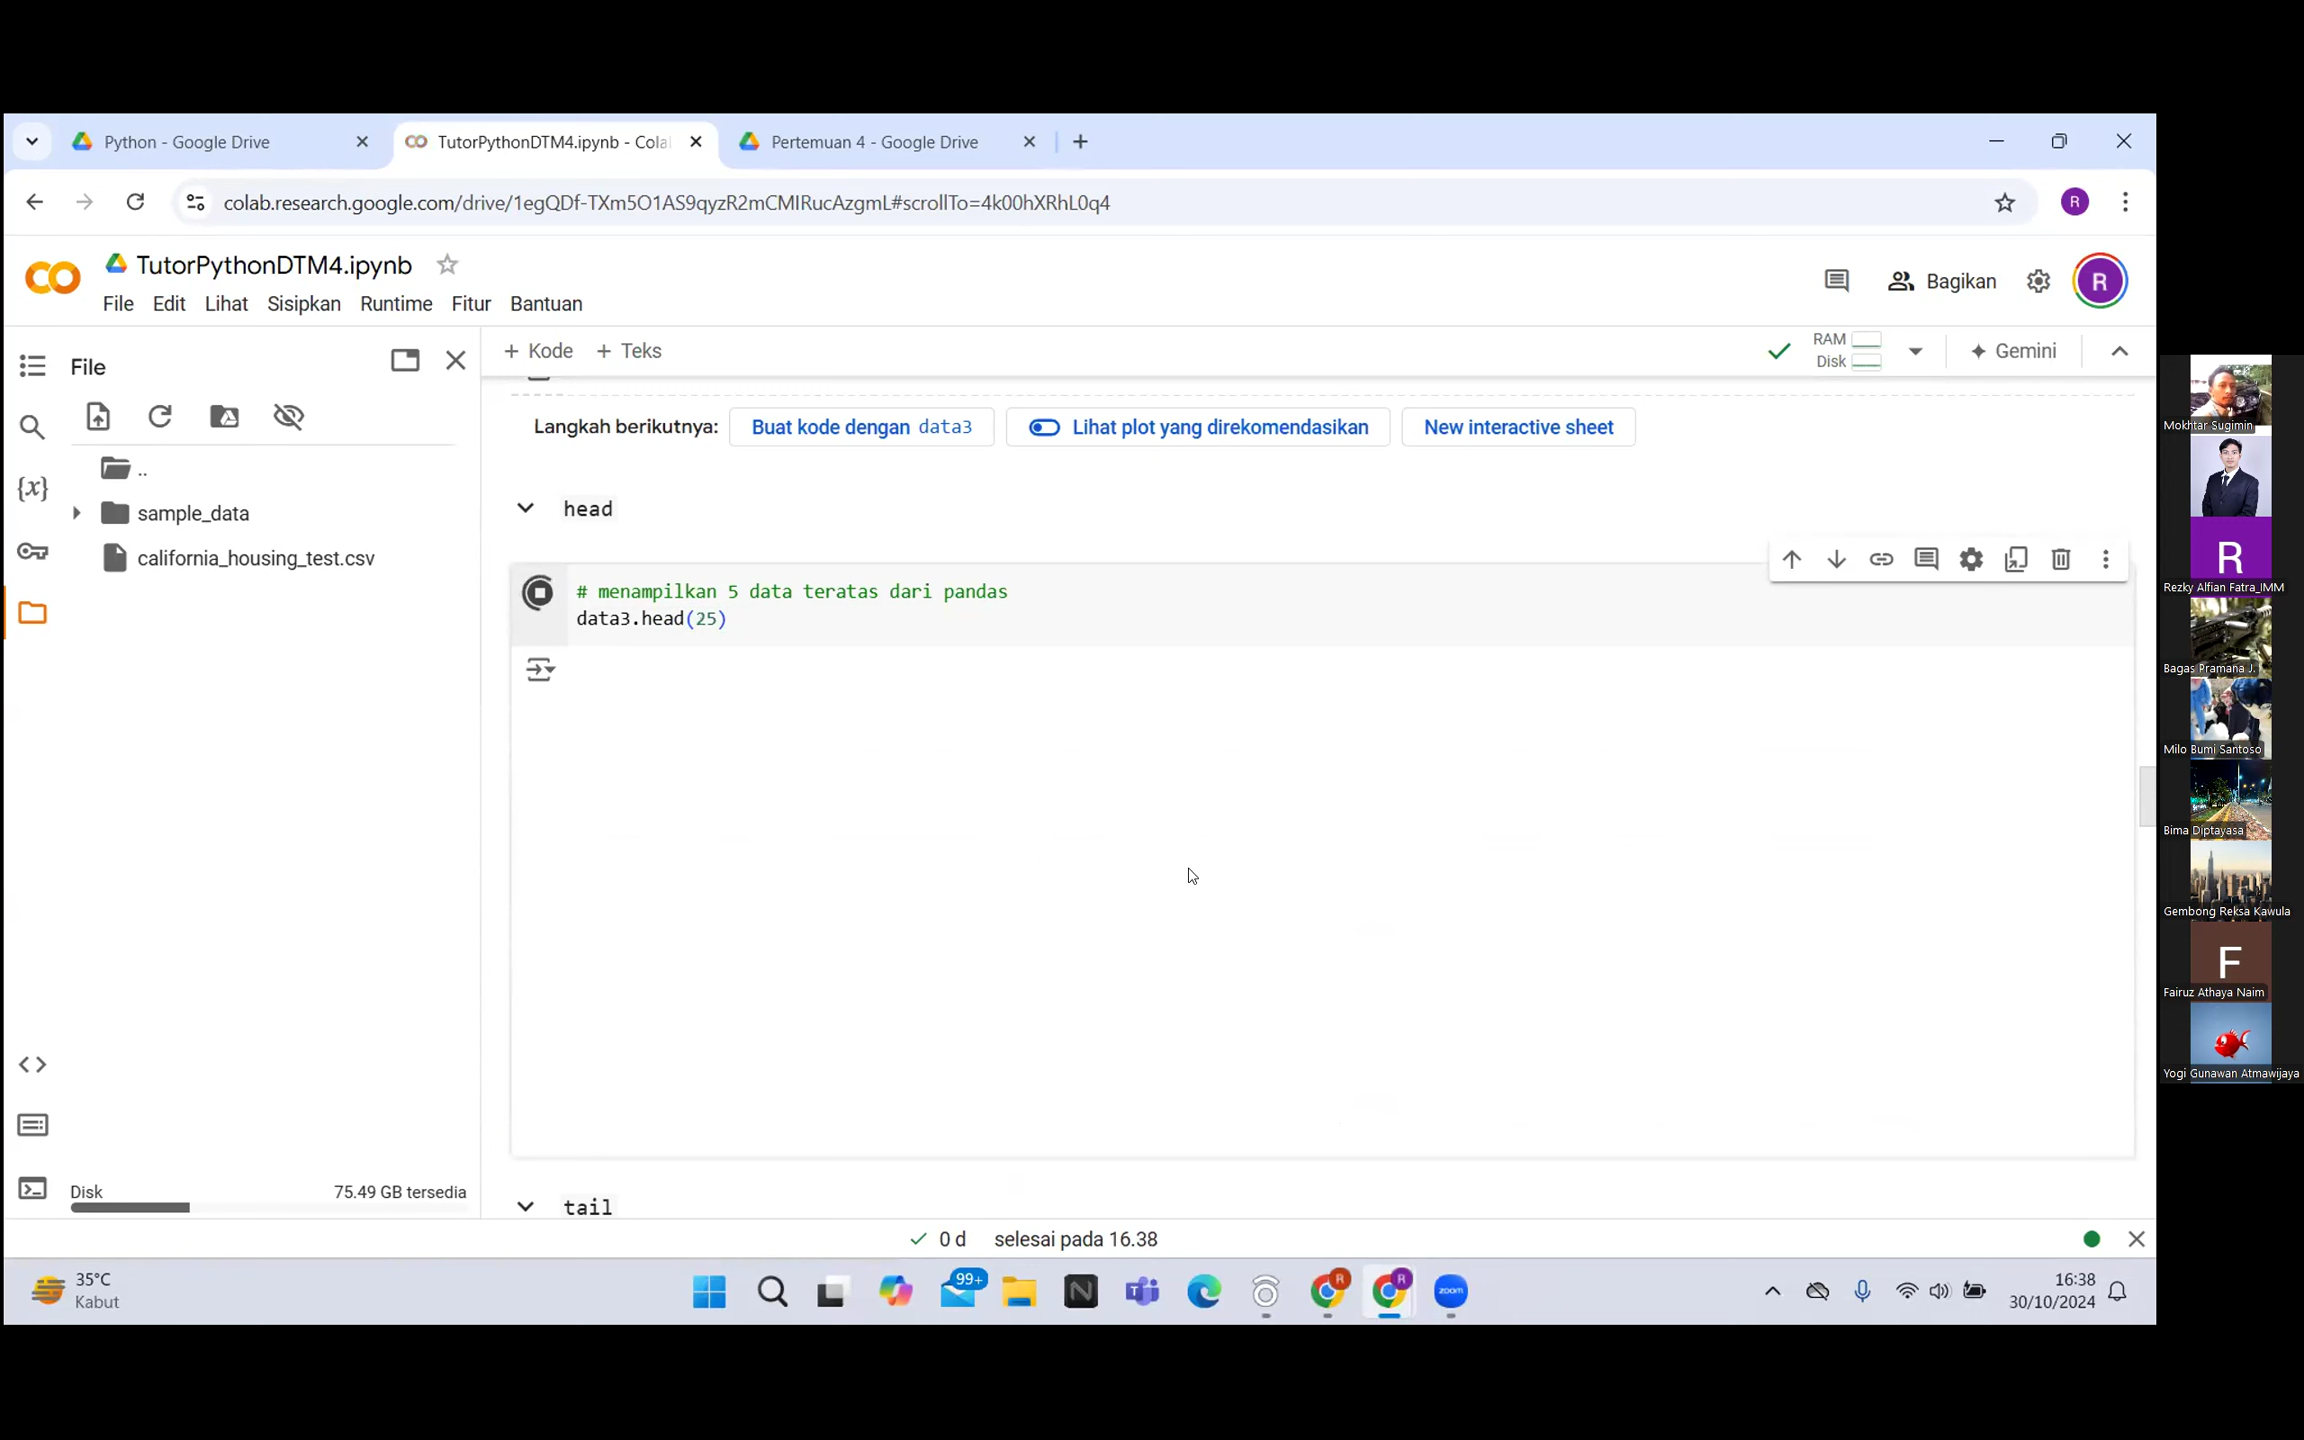 Python - Google Drive
TutorPythonDTM4.ipynb - Cola
Pertemuan 4 - Google Drive
colab.research.google.com/drive/1egQDf-TXm5O1AS9qyzR2mCMIRucAzgmL#scrollTo=4k00hXRhL0q4
R
TutorPythonDTM4.ipynb
Bagikan
R
File Edit Lihat Sisipkan Runtime Fitur Bantuan
File
+ Kode + Teks
RAM
Disk
Gemini
..
sample_data
california_housing_test.csv
{x}
Langkah berikutnya: Buat kode dengan data3 Lihat plot yang direkomendasikan New interactive sheet
head
# menampilkan 5 data teratas dari pandas
data3.head(25)
tail
Disk 75.49 GB tersedia
0 d selesai pada 16.38
Mokhtar Sugimin
R
Rezky Alfian Fatra_IMM
Bagas Pramana J.
Milo Bumi Santoso
Bima Diptayasa
Gembong Reksa Kawula
F
Fairuz Athaya Naim
Yogi Gunawan Atmawijaya
35°C
Kabut
99+
N
R
R
zoom
16:38
30/10/2024